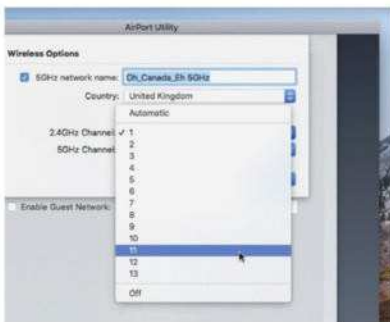 AirPort Utility
Wireless Options
5GHz network name: Oh_Canada_Eh 5GHz
Country: United Kingdom
Automatic
2.4GHz Channel ✓ 1
2
5GHz Channel 3
4
5
6
7
Enable Guest Network: 8
9
10
11
12
13
Off